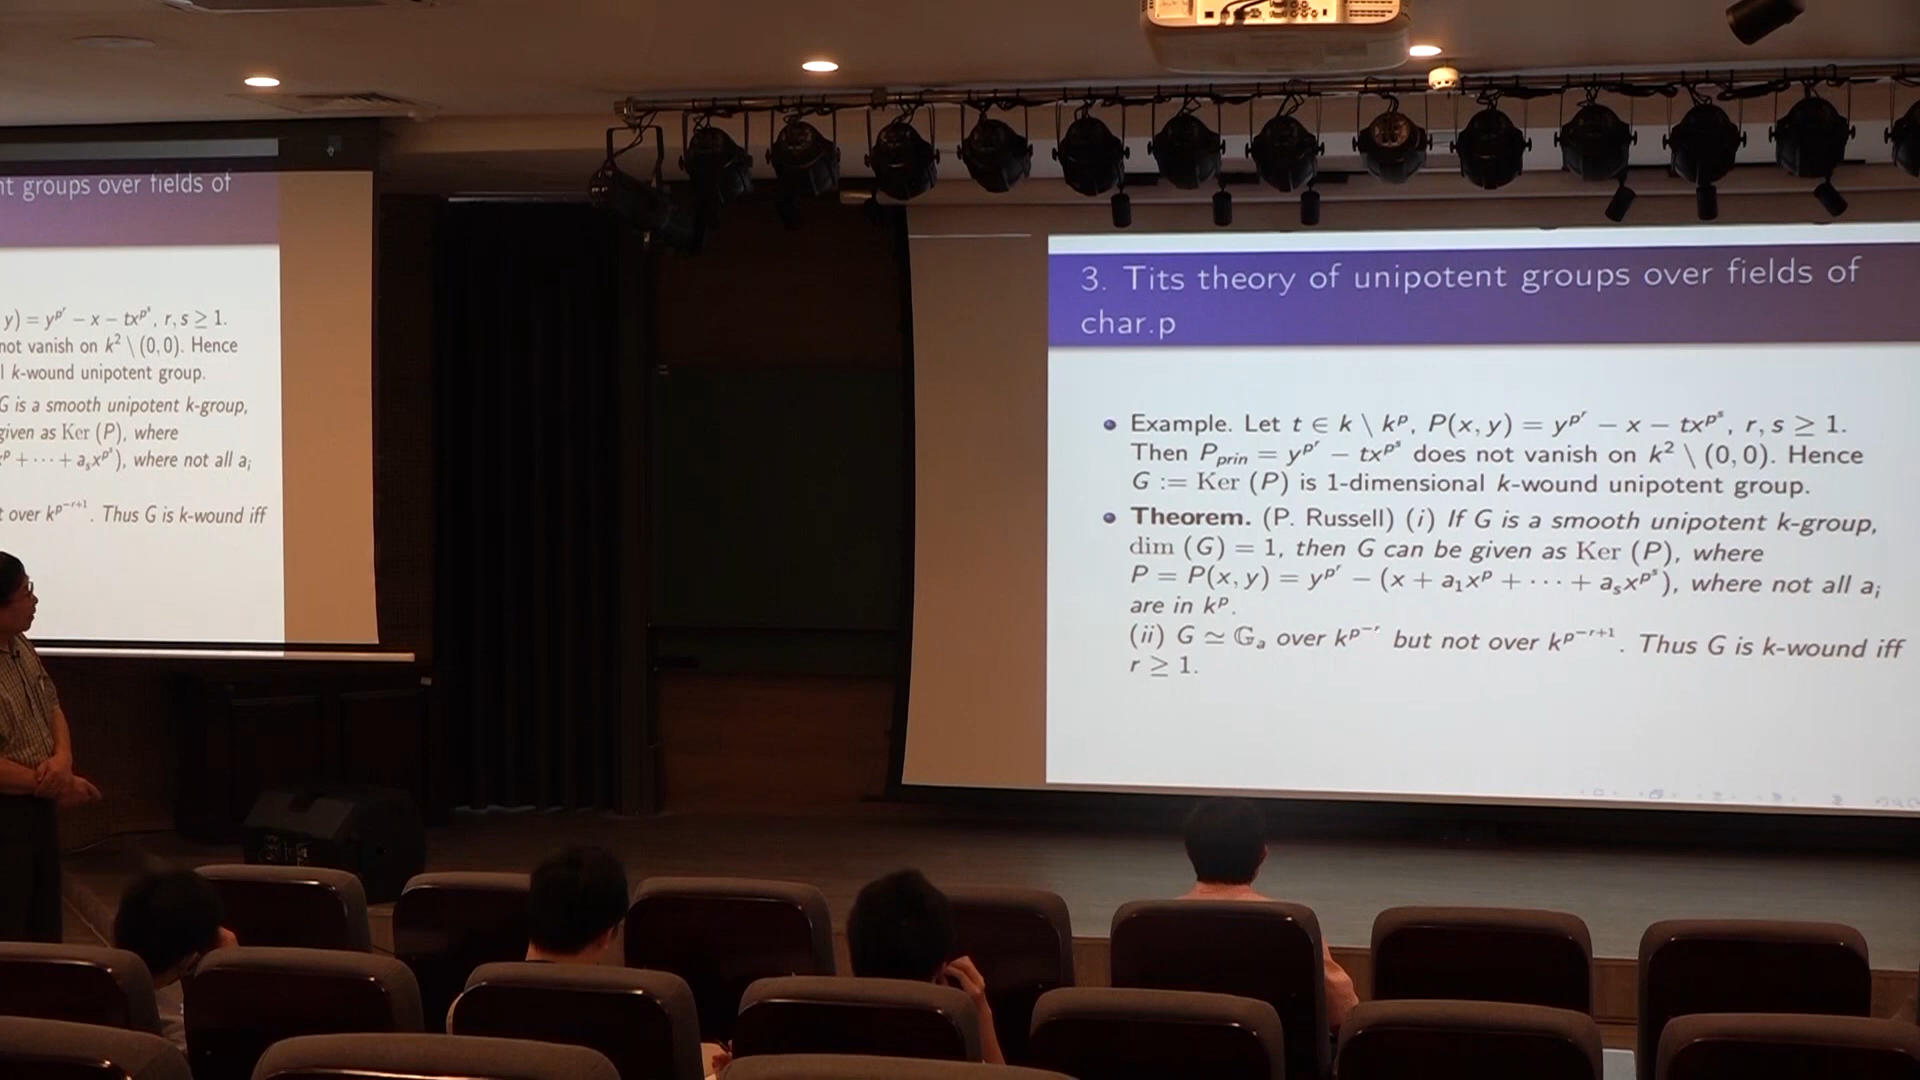 nt groups over fields of
y) = y^{p^r} − x − tx^{p^s}, r, s ≥ 1.
not vanish on k² \ (0, 0). Hence
l k-wound unipotent group.
G is a smooth unipotent k-group,
given as Ker (P), where
x^p + ··· + a_s x^{p^s}), where not all a_i
t over k^{p^{−r+1}}. Thus G is k-wound iff
3. Tits theory of unipotent groups over fields of
char.p
Example. Let t ∈ k \ k^p, P(x, y) = y^{p^r} − x − tx^{p^s}, r, s ≥ 1.
Then P_{prin} = y^{p^r} − tx^{p^s} does not vanish on k² \ (0, 0). Hence
G := Ker (P) is 1-dimensional k-wound unipotent group.
Theorem. (P. Russell) (i) If G is a smooth unipotent k-group,
dim (G) = 1, then G can be given as Ker (P), where
P = P(x, y) = y^{p^r} − (x + a_1x^p + ··· + a_sx^{p^s}), where not all a_i
are in k^p.
(ii) G ≃ 𝔾_a over k^{p^{−r}} but not over k^{p^{−r+1}}. Thus G is k-wound iff
r ≥ 1.